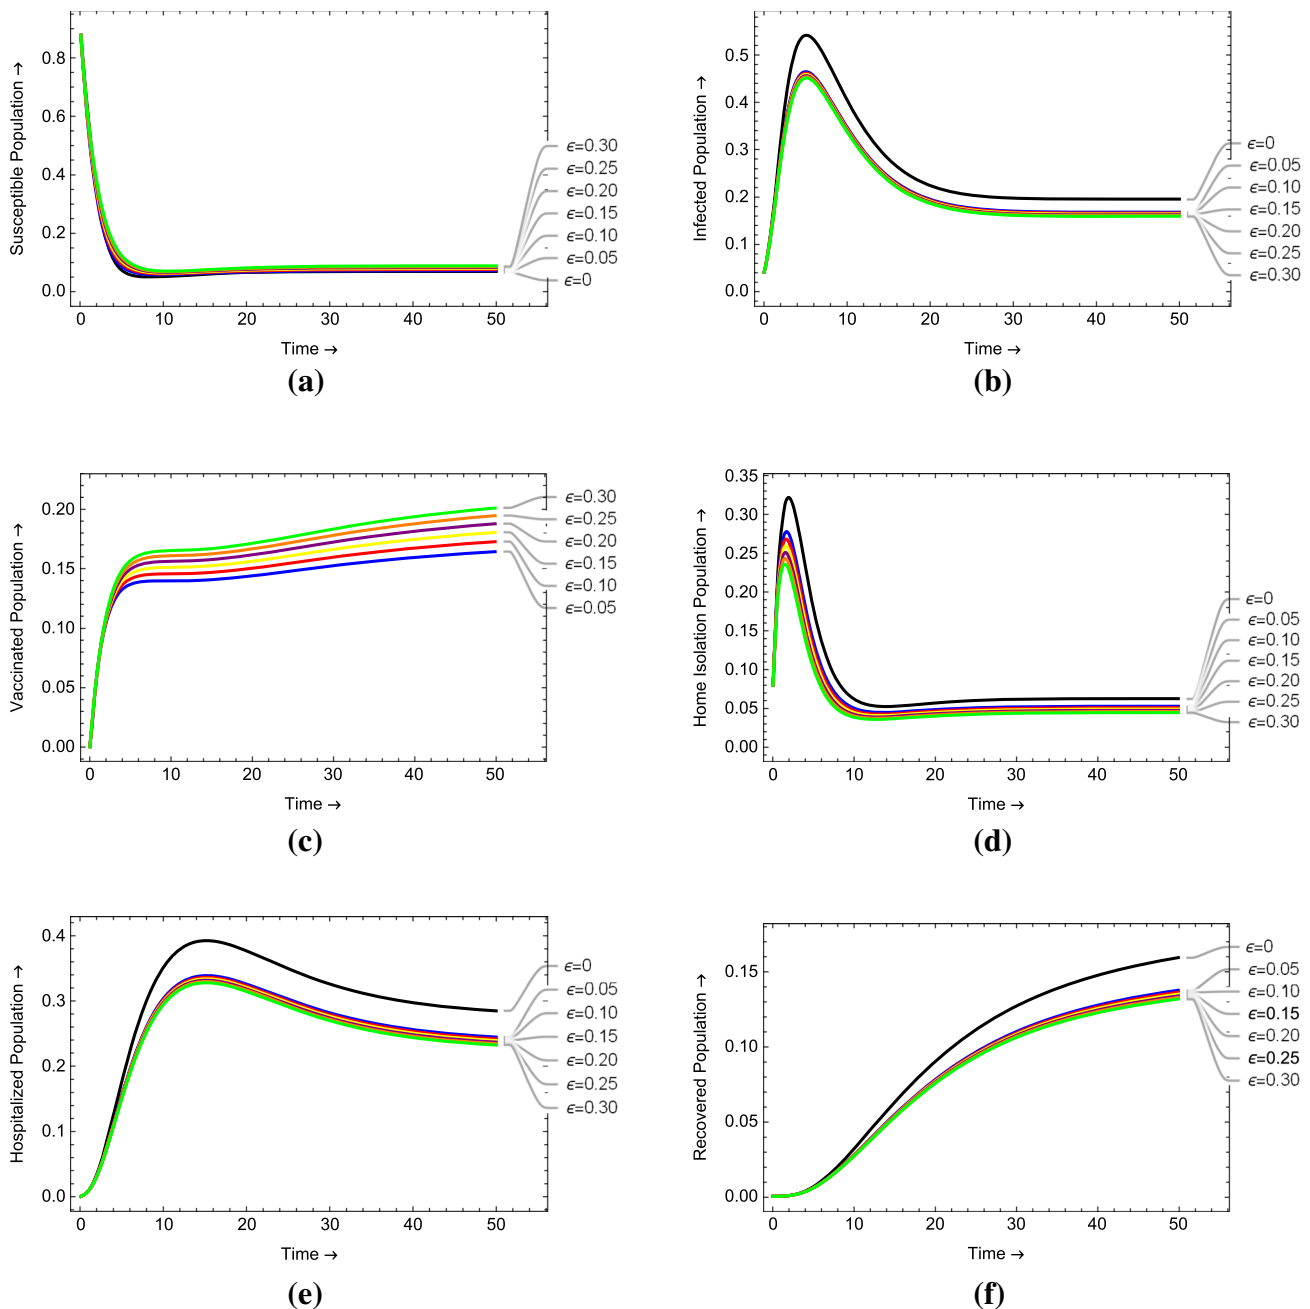 Susceptible Population →
0.8
0.6
0.4
0.2
0.0
0 10 20 30 40 50
Time →
ϵ=0.30
ϵ=0.25
ϵ=0.20
ϵ=0.15
ϵ=0.10
ϵ=0.05
ϵ=0
(a)
Infected Population →
0.5
0.4
0.3
0.2
0.1
0.0
0 10 20 30 40 50
Time →
ϵ=0
ϵ=0.05
ϵ=0.10
ϵ=0.15
ϵ=0.20
ϵ=0.25
ϵ=0.30
(b)
Vaccinated Population →
0.20
0.15
0.10
0.05
0.00
0 10 20 30 40 50
Time →
ϵ=0.30
ϵ=0.25
ϵ=0.20
ϵ=0.15
ϵ=0.10
ϵ=0.05
(c)
Home Isolation Population →
0.35
0.30
0.25
0.20
0.15
0.10
0.05
0.00
0 10 20 30 40 50
Time →
ϵ=0
ϵ=0.05
ϵ=0.10
ϵ=0.15
ϵ=0.20
ϵ=0.25
ϵ=0.30
(d)
Hospitalized Population →
0.4
0.3
0.2
0.1
0.0
0 10 20 30 40 50
Time →
ϵ=0
ϵ=0.05
ϵ=0.10
ϵ=0.15
ϵ=0.20
ϵ=0.25
ϵ=0.30
(e)
Recovered Population →
0.15
0.10
0.05
0.00
0 10 20 30 40 50
Time →
ϵ=0
ϵ=0.05
ϵ=0.10
ϵ=0.15
ϵ=0.20
ϵ=0.25
ϵ=0.30
(f)